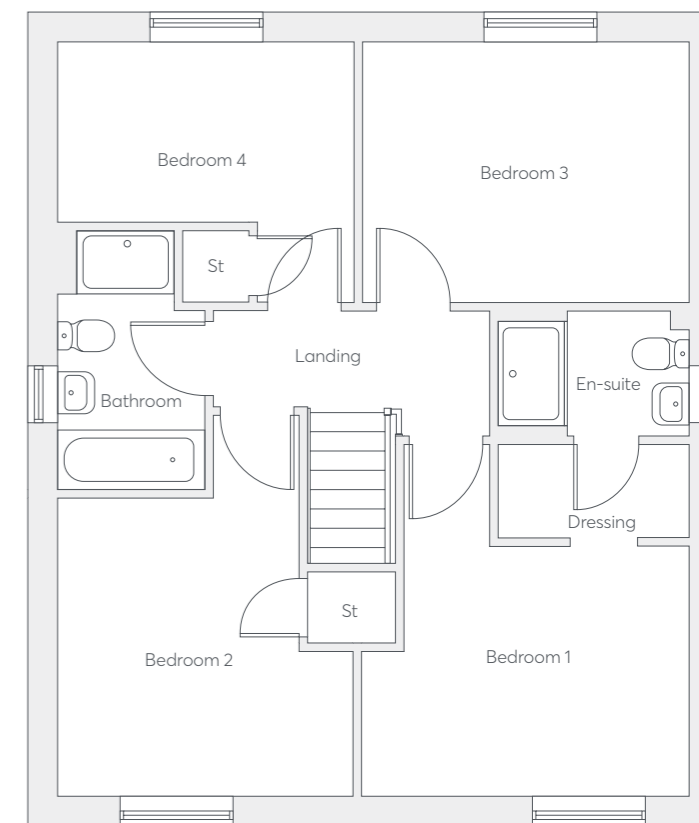 Bedroom 4
Bedroom 3
St
Landing
En-suite
Bathroom
Dressing
St
Bedroom 2
Bedroom 1